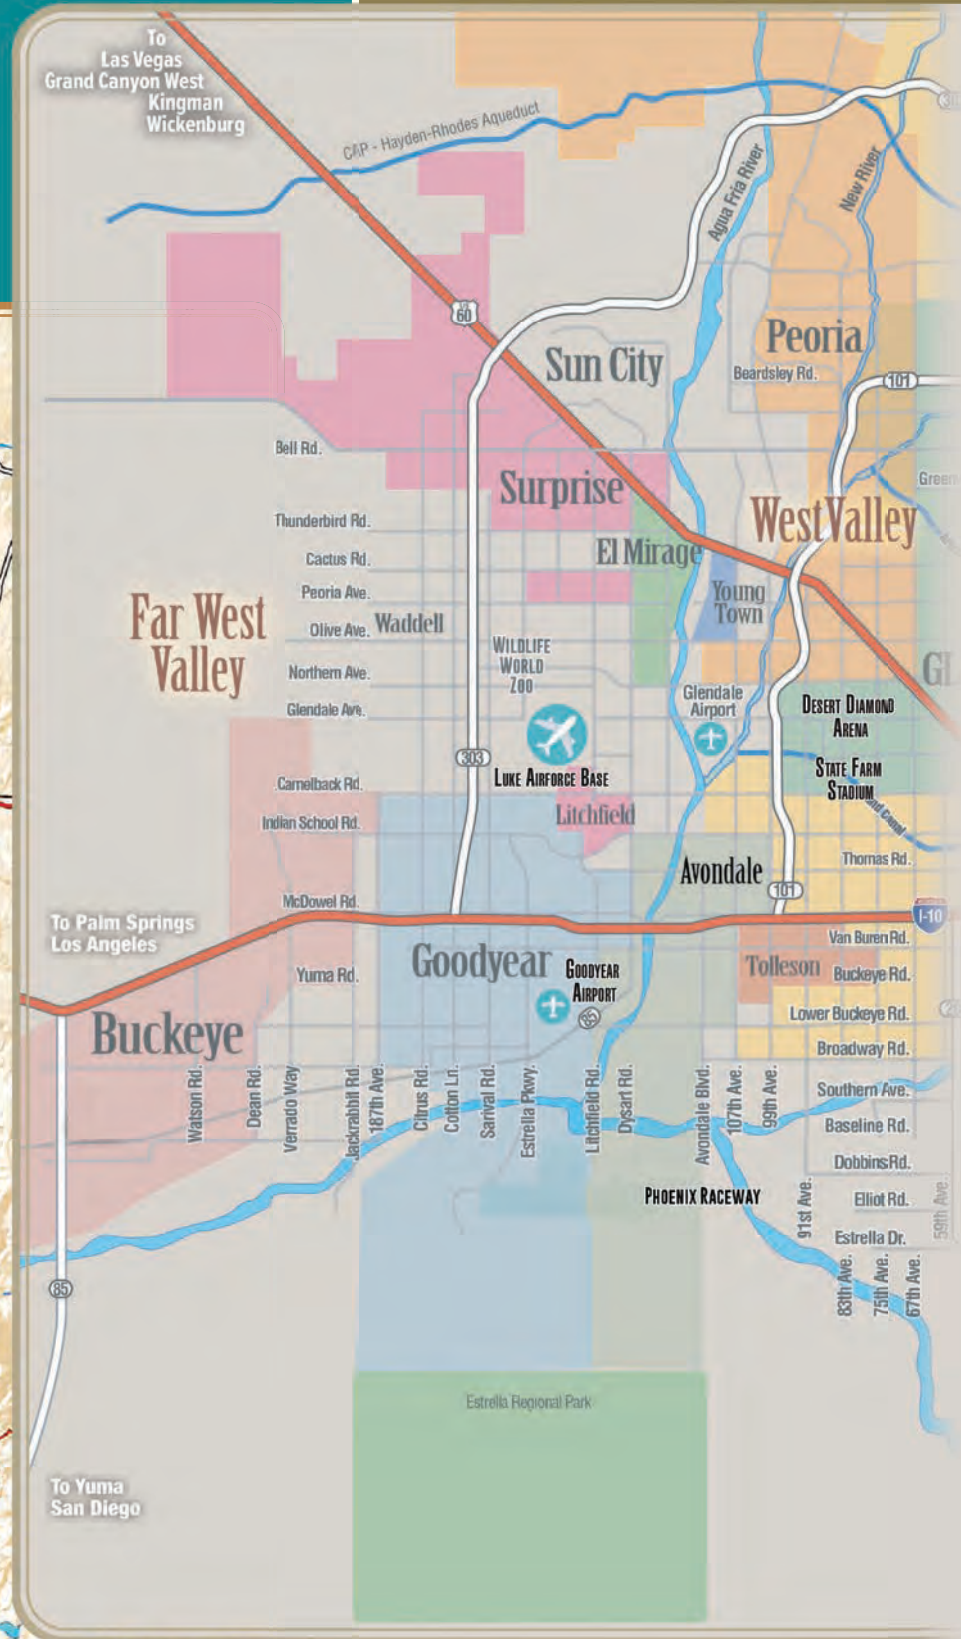 To
Las Vegas
Grand Canyon West
Kingman
Wickenburg
CAP - Hayden-Rhodes Aqueduct
Agua Fria River
New River
60
Sun City
Peoria
Beardsley Rd.
101
Bell Rd.
Surprise
WestValley
Thunderbird Rd.
El Mirage
Cactus Rd.
Peoria Ave.
Young
Town
Far West
Valley
Olive Ave.
Waddell
WILDLIFE
WORLD
ZOO
Northern Ave.
Glendale Ave.
Glendale
Airport
DESERT DIAMOND
ARENA
303
LUKE AIRFORCE BASE
STATE FARM
STADIUM
Carnelback Rd.
Litchfield
Indian School Rd.
Thomas Rd.
Avondale
101
McDowel Rd.
I-10
To Palm Springs
Los Angeles
Van Buren Rd.
Goodyear
GOODYEAR
AIRPORT
85
Tolleson
Yuma Rd.
Buckeye Rd.
Lower Buckeye Rd.
Buckeye
Broadway Rd.
Watson Rd.
Dean Rd.
Verrado Way
Jackrabbit Rd.
187th Ave.
Citrus Rd.
Cotton Ln.
Sarival Rd.
Estrella Pkwy.
Litchfield Rd.
Dysart Rd.
Avondale Blvd.
107th Ave.
99th Ave.
Southern Ave.
Baseline Rd.
Dobbins Rd.
PHOENIX RACEWAY
91st Ave.
Elliot Rd.
59th Ave.
Estrella Dr.
83th Ave.
75th Ave.
67th Ave.
85
Estrella Regional Park
To Yuma
San Diego